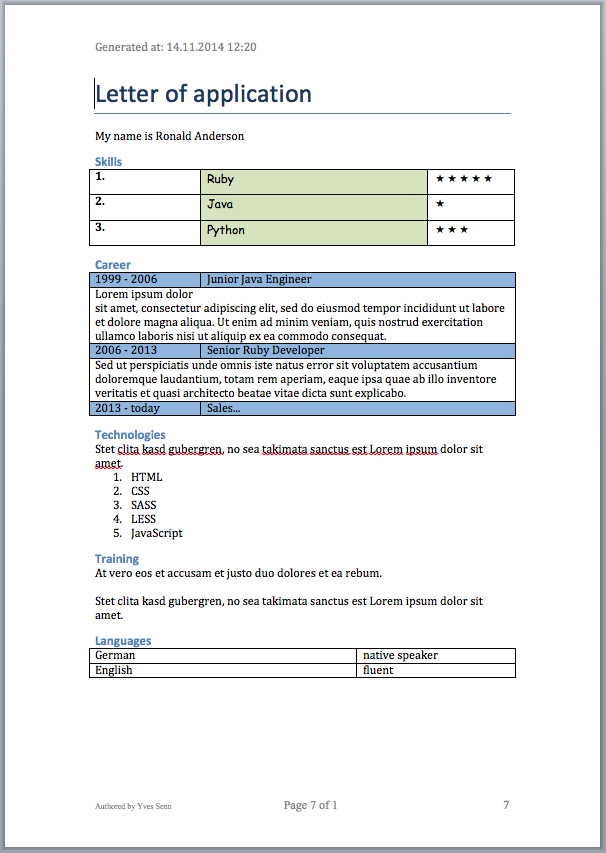 Generated at: 14.11.2014 12:20
Letter of application
My name is Ronald Anderson
Skills
1. Ruby ★ ★ ★ ★ ★
2. Java ★
3. Python ★ ★ ★
Career
1999 - 2006 Junior Java Engineer
Lorem ipsum dolor
sit amet, consectetur adipiscing elit, sed do eiusmod tempor incididunt ut labore
et dolore magna aliqua. Ut enim ad minim veniam, quis nostrud exercitation
ullamco laboris nisi ut aliquip ex ea commodo consequat.
2006 - 2013 Senior Ruby Developer
Sed ut perspiciatis unde omnis iste natus error sit voluptatem accusantium
doloremque laudantium, totam rem aperiam, eaque ipsa quae ab illo inventore
veritatis et quasi architecto beatae vitae dicta sunt explicabo.
2013 - today Sales...
Technologies
Stet clita kasd gubergren, no sea takimata sanctus est Lorem ipsum dolor sit
amet.
1. HTML
2. CSS
3. SASS
4. LESS
5. JavaScript
Training
At vero eos et accusam et justo duo dolores et ea rebum.
Stet clita kasd gubergren, no sea takimata sanctus est Lorem ipsum dolor sit
amet.
Languages
German native speaker
English fluent
Authored by Yves Senn Page 7 of 1 7